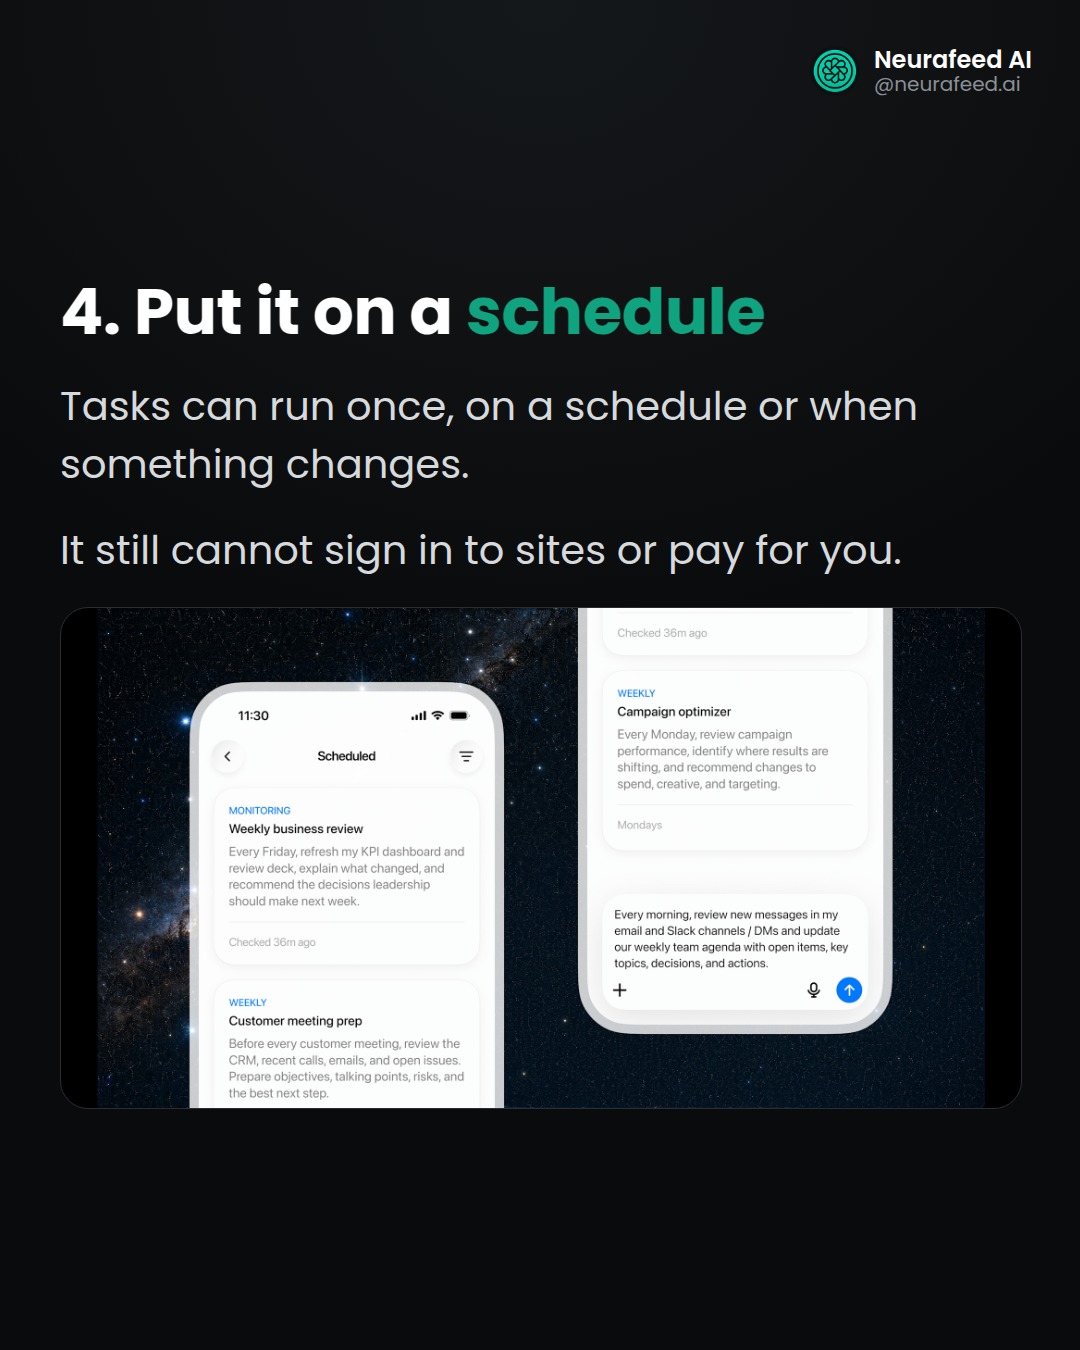 Neurafeed AI
@neurafeed.ai
4. Put it on a schedule
Tasks can run once, on a schedule or when
something changes.
It still cannot sign in to sites or pay for you.
11:30
Scheduled
MONITORING
Weekly business review
Every Friday, refresh my KPI dashboard and
review deck, explain what changed, and
recommend the decisions leadership
should make next week.
Checked 36m ago
WEEKLY
Customer meeting prep
Before every customer meeting, review the
CRM, recent calls, emails, and open issues.
Prepare objectives, talking points, risks, and
the best next step.
Checked 36m ago
WEEKLY
Campaign optimizer
Every Monday, review campaign
performance, identify where results are
shifting, and recommend changes to
spend, creative, and targeting.
Mondays
Every morning, review new messages in my
email and Slack channels / DMs and update
our weekly team agenda with open items, key
topics, decisions, and actions.